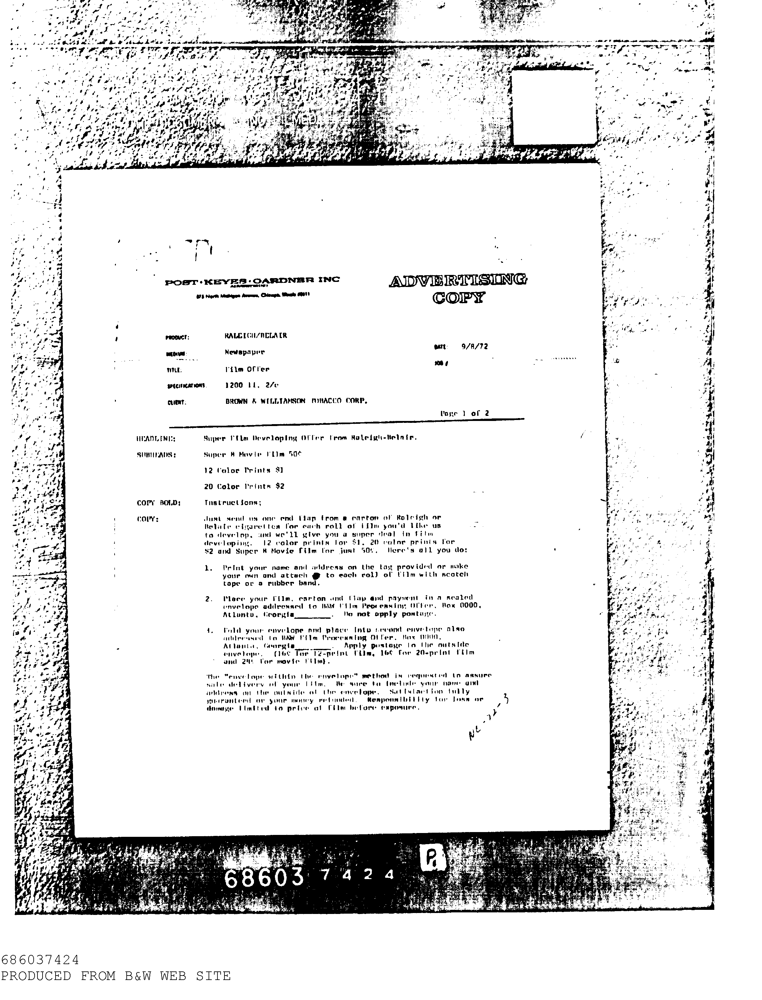 POST·KEYES·GARDNER INC
ADVERTISING
875 North Michigan Avenue, Chicago, Illinois 60611
ADVERTISING
COPY
PRODUCT: RALEIGH/BELAIR
DATE 9/8/72
MEDIUM Newspaper
JOB #
TITLE. Film Offer
SPECIFICATIONS 1200 li. 2/c
CLIENT. BROWN & WILLIAMSON TOBACCO CORP.
Page 1 of 2
HEADLINE: Super Film Developing Offer from Raleigh-Belair.
SUBHEADS: Super 8 Movie Film 50¢
12 Color Prints $1
20 Color Prints $2
COPY BOLD: Instructions:
COPY: Just send us one end flap from a carton of Raleigh or
Belair cigarettes for each roll of film you'd like us
to develop, and we'll give you a super deal in film
developing. 12 color prints for $1, 20 color prints for
$2 and Super 8 Movie film for just 50¢. Here's all you do:
1. Print your name and address on the tag provided or make
your own and attach to each roll of film with scotch
tape or a rubber band.
2. Place your film, carton end flap and payment in a sealed
envelope addressed to B&W Film Processing Offer, Box 0000,
Atlanta, Georgia_______. Do not apply postage.
3. Fold your envelope and place into second envelope also
addressed to B&W Film Processing Offer, Box 0000,
Atlanta, Georgia_______. Apply postage to the outside
envelope. (16¢ for 12-print film, 16¢ for 20-print film
and 24¢ for movie film).
The "envelope within the envelope" method is requested to assure
safe delivery of your film. Be sure to include your name and
address on the outside of the envelope. Satisfaction fully
guaranteed or your money refunded. Responsibility for loss or
damage limited to price of film before exposure.
NL-72-3
P1
68603 7424
686037424
PRODUCED FROM B&W WEB SITE